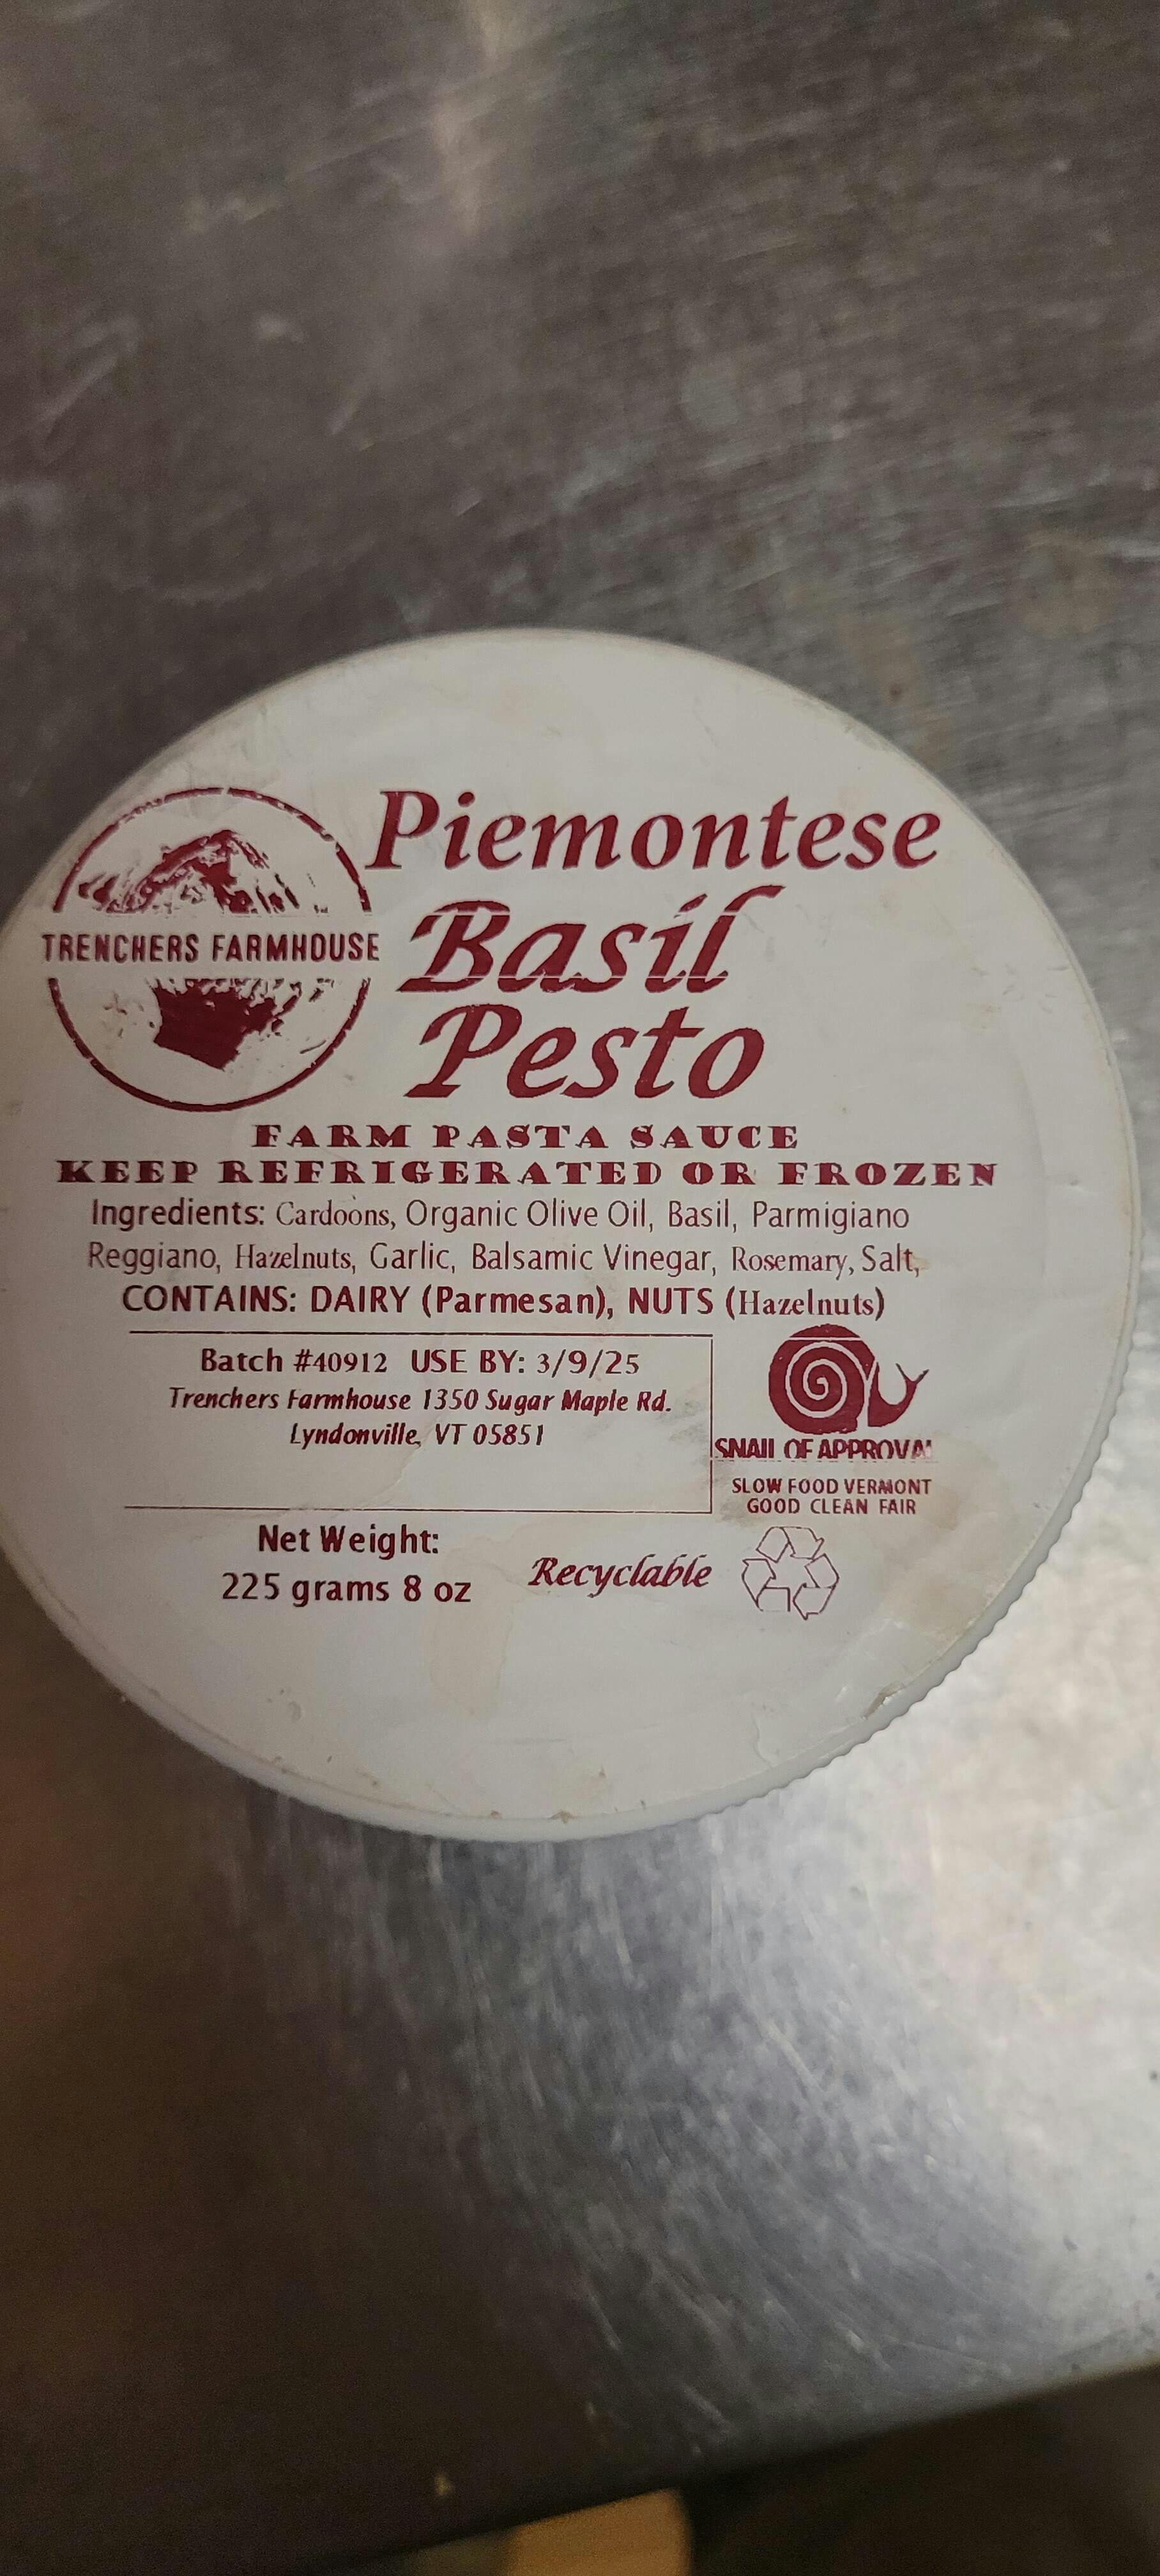 Piemontese
Basil
TRENCHERS FARMHOUSE
Pesto
FARM PASTA SAUCE
KEEP REFRIGERATED OR FROZEN
Ingredients: Cardoons, Organic Olive Oil, Basil, Parmigiano
Reggiano, Hazelnuts, Garlic, Balsamic Vinegar, Rosemary, Salt,
CONTAINS: DAIRY (Parmesan), NUTS (Hazelnuts)
Batch #40912 USE BY: 3/9/25
Trenchers Farmhouse 1350 Sugar Maple Rd.
Lyndonville, VT 05851
SNAIL OF APPROVAL
SLOW FOOD VERMONT
GOOD CLEAN FAIR
Net Weight:
225 grams 8 oz
Recyclable